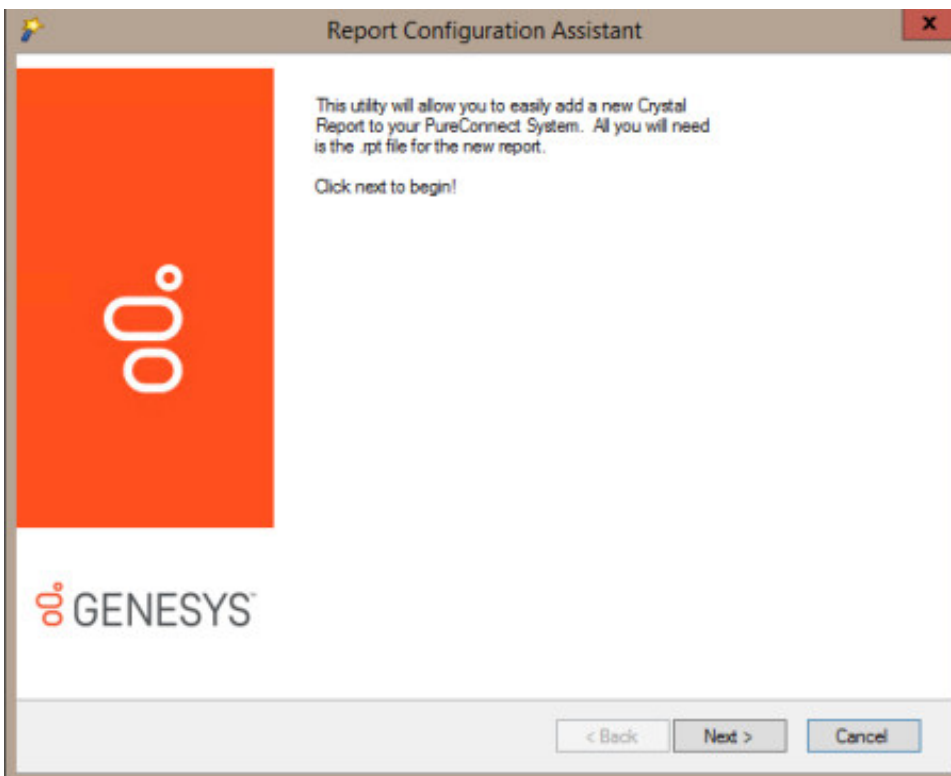 Report Configuration Assistant
x
This utility will allow you to easily add a new Crystal
Report to your PureConnect System. All you will need
is the .rpt file for the new report.
Click next to begin!
GENESYS™
< Back Next > Cancel